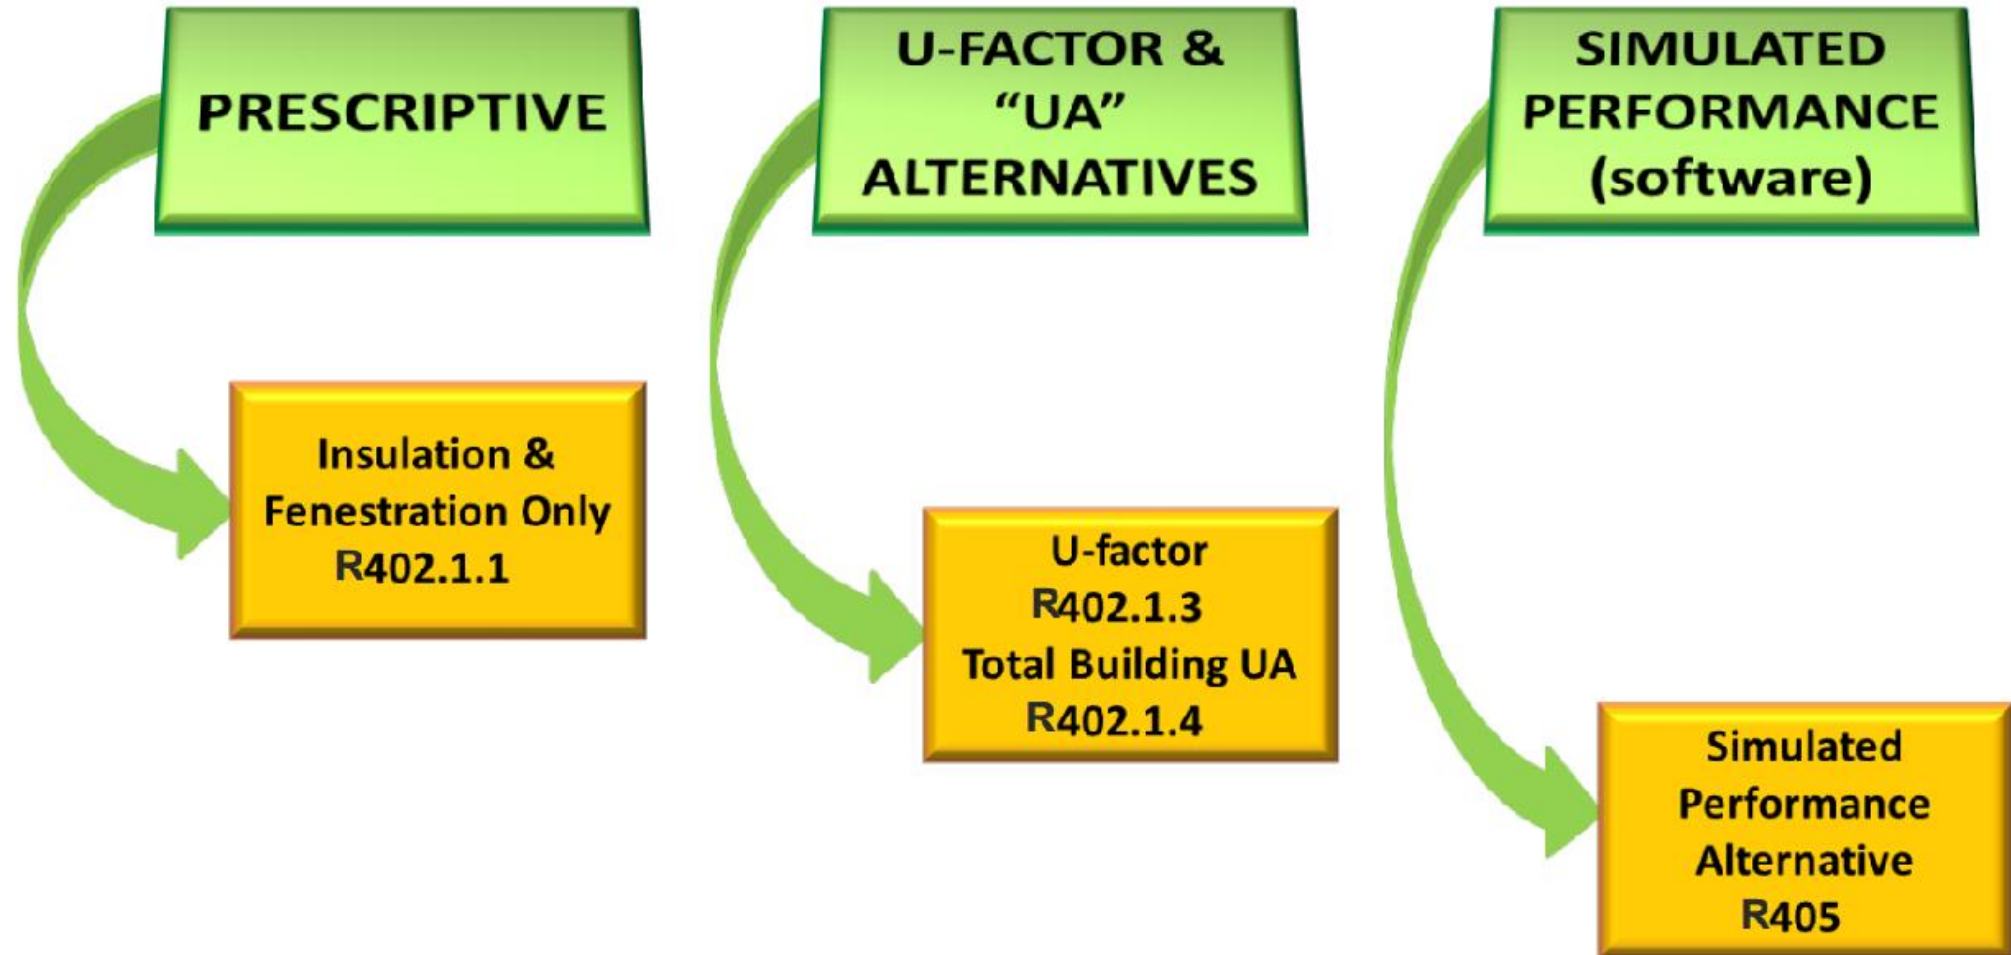 PRESCRIPTIVE
U-FACTOR &
“UA”
ALTERNATIVES
SIMULATED
PERFORMANCE
(software)
Insulation &
Fenestration Only
R402.1.1
U-factor
R402.1.3
Total Building UA
R402.1.4
Simulated
Performance
Alternative
R405